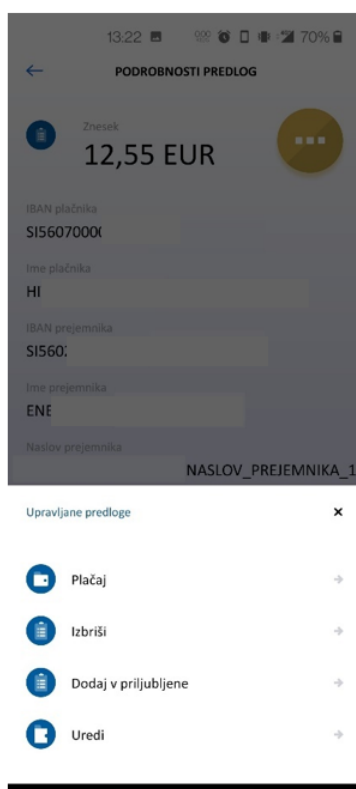 13:22 70%
PODROBNOSTI PREDLOG
Znesek
12,55 EUR
IBAN plačnika
SI5607000
Ime plačnika
HI
IBAN prejemnika
SI560
Ime prejemnika
ENE
Naslov prejemnika
NASLOV_PREJEMNIKA_1
Upravljane predloge
Plačaj
Izbriši
Dodaj v priljubljene
Uredi